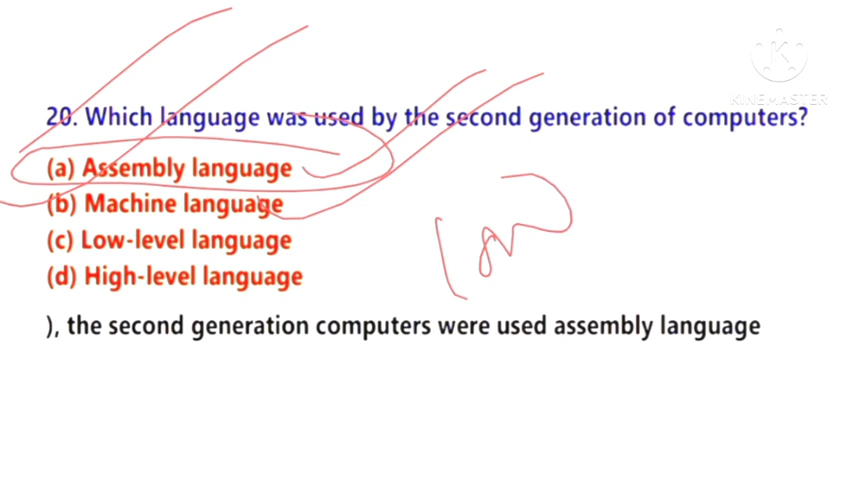 KINEMASTER
20. Which language was used by the second generation of computers?
(a) Assembly language
(b) Machine language
(c) Low-level language
(d) High-level language
), the second generation computers were used assembly language